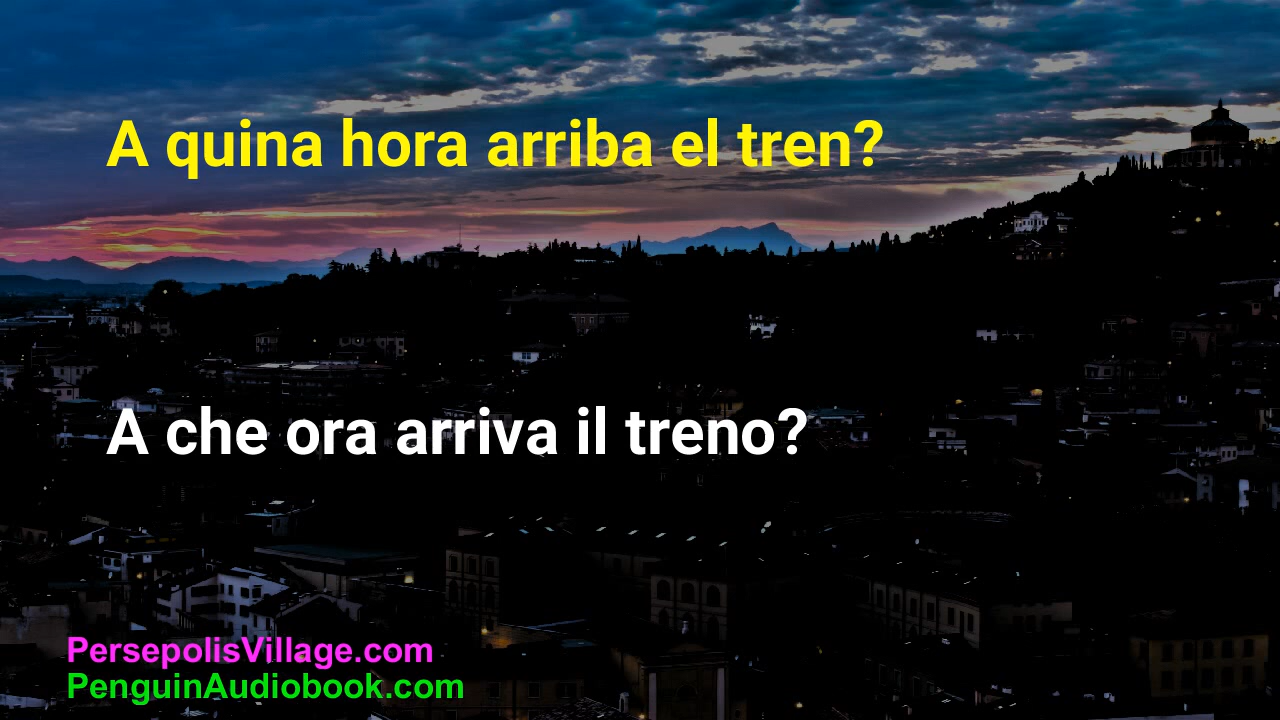 A quina hora arriba el tren?
A che ora arriva il treno?
PersepolisVillage.com
PenguinAudiobook.com